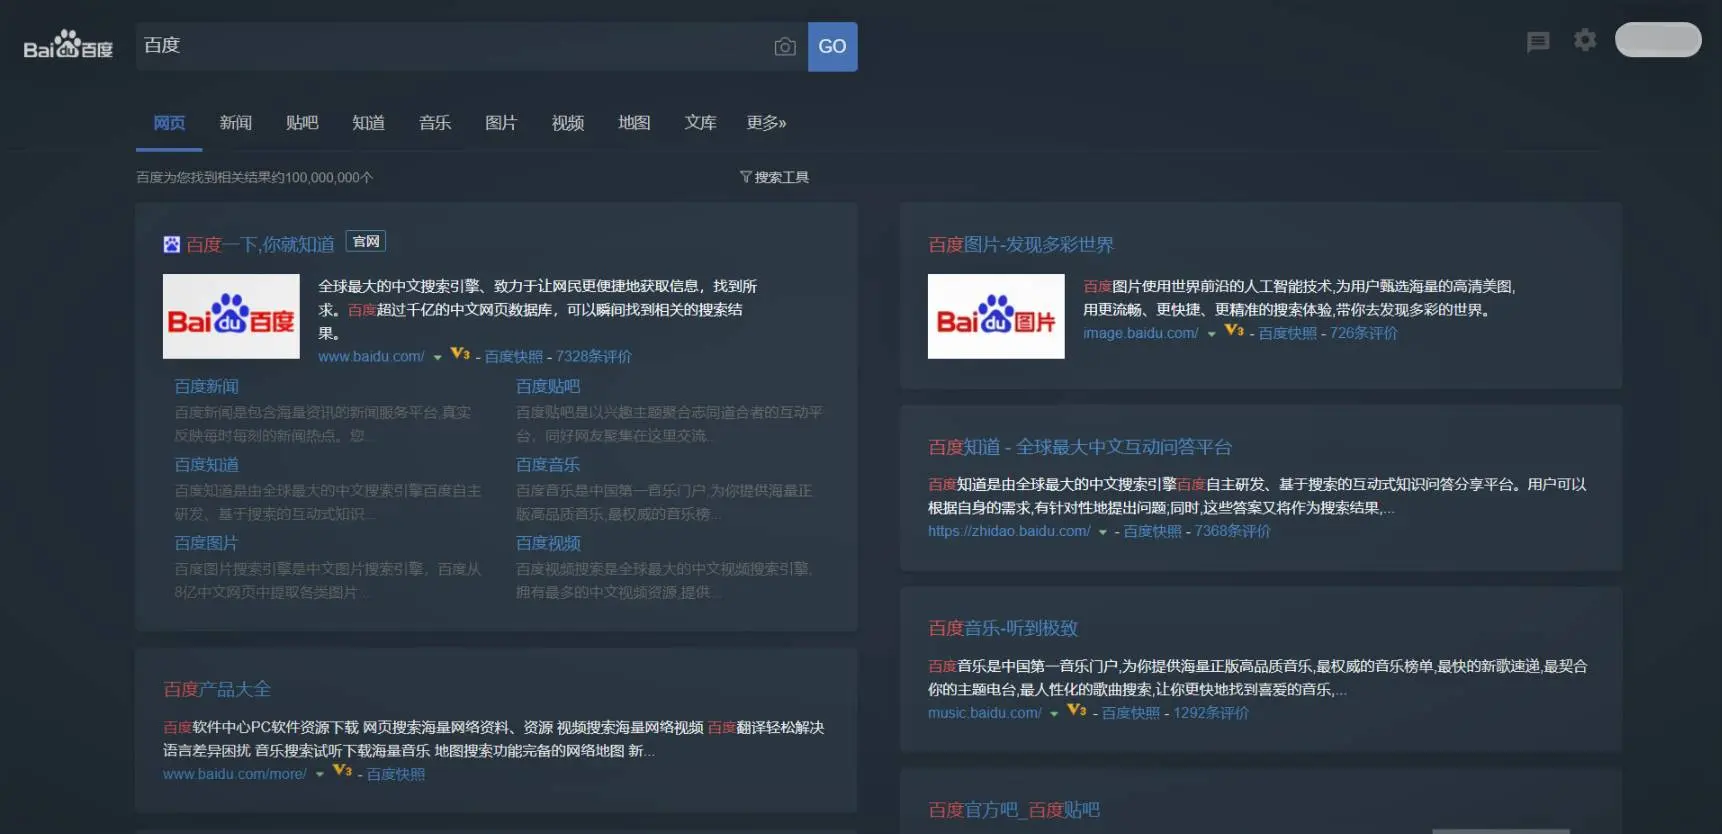 Baidu百度
百度
GO
网页 新闻 贴吧 知道 音乐 图片 视频 地图 文库 更多»
百度为您找到相关结果约100,000,000个
搜索工具
百度一下,你就知道 官网
Baidu百度
全球最大的中文搜索引擎、致力于让网民更便捷地获取信息，找到所
求。百度超过千亿的中文网页数据库，可以瞬间找到相关的搜索结
果。
www.baidu.com/ V3 - 百度快照 - 7328条评价
百度新闻
百度新闻是包含海量资讯的新闻服务平台,真实
反映每时每刻的新闻热点。您...
百度贴吧
百度贴吧是以兴趣主题聚合志同道合者的互动平
台，同好网友聚集在这里交流...
百度知道
百度知道是由全球最大的中文搜索引擎百度自主
研发、基于搜索的互动式知识...
百度音乐
百度音乐是中国第一音乐门户,为你提供海量正
版高品质音乐,最权威的音乐榜...
百度图片
百度图片搜索引擎是中文图片搜索引擎，百度从
8亿中文网页中提取各类图片...
百度视频
百度视频搜索是全球最大的中文视频搜索引擎,
拥有最多的中文视频资源,提供...
百度产品大全
百度软件中心PC软件资源下载 网页搜索海量网络资料、资源 视频搜索海量网络视频 百度翻译轻松解决
语言差异困扰 音乐搜索试听下载海量音乐 地图搜索功能完备的网络地图 新...
www.baidu.com/more/ V3 - 百度快照
百度图片-发现多彩世界
Baidu图片
百度图片使用世界前沿的人工智能技术,为用户甄选海量的高清美图,
用更流畅、更快捷、更精准的搜索体验,带你去发现多彩的世界。
image.baidu.com/ V3 - 百度快照 - 726条评价
百度知道 - 全球最大中文互动问答平台
百度知道是由全球最大的中文搜索引擎百度自主研发、基于搜索的互动式知识问答分享平台。用户可以
根据自身的需求,有针对性地提出问题;同时,这些答案又将作为搜索结果,...
https://zhidao.baidu.com/ - 百度快照 - 7368条评价
百度音乐-听到极致
百度音乐是中国第一音乐门户,为你提供海量正版高品质音乐,最权威的音乐榜单,最快的新歌速递,最契合
你的主题电台,最人性化的歌曲搜索,让你更快地找到喜爱的音乐,...
music.baidu.com/ V3 - 百度快照 - 1292条评价
百度官方吧_百度贴吧